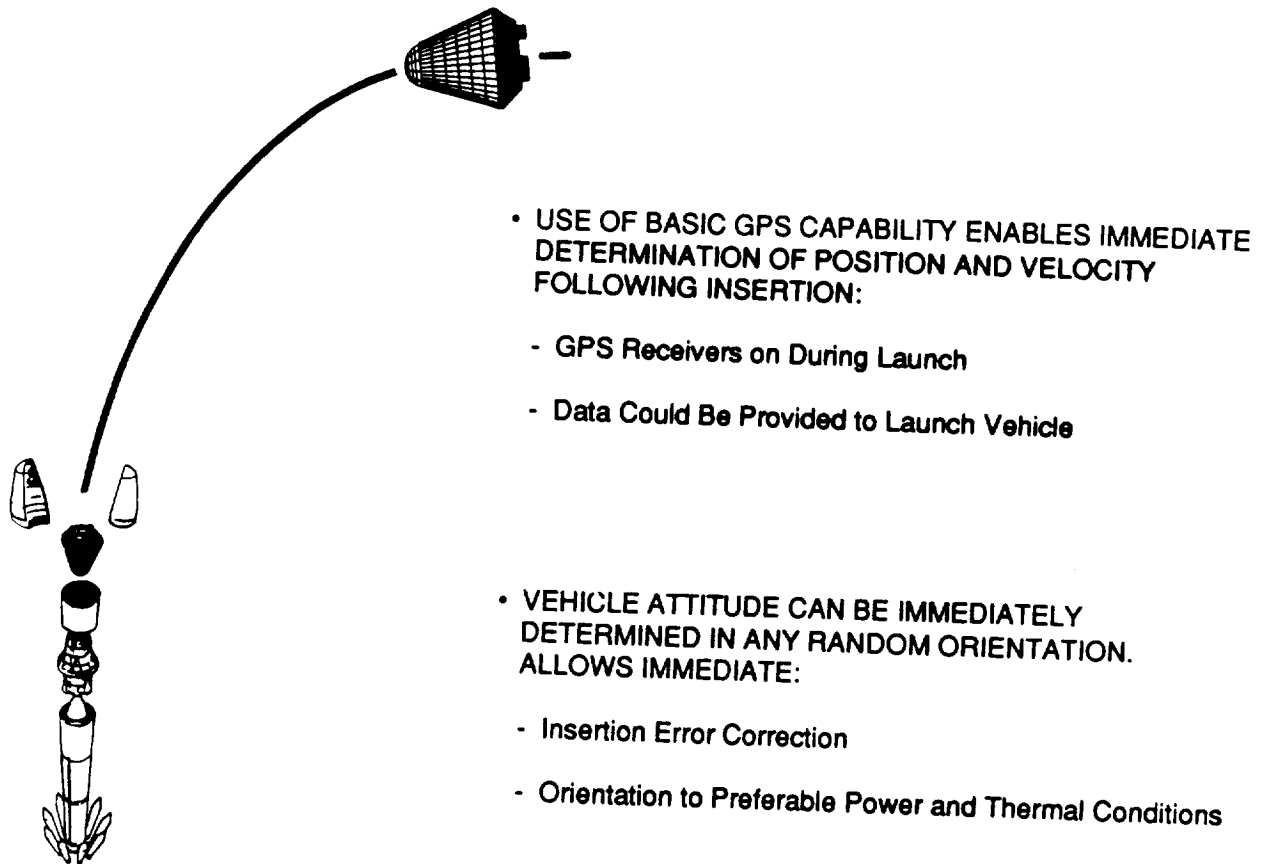 • USE OF BASIC GPS CAPABILITY ENABLES IMMEDIATE
DETERMINATION OF POSITION AND VELOCITY
FOLLOWING INSERTION:
- GPS Receivers on During Launch
- Data Could Be Provided to Launch Vehicle
• VEHICLE ATTITUDE CAN BE IMMEDIATELY
DETERMINED IN ANY RANDOM ORIENTATION.
ALLOWS IMMEDIATE:
- Insertion Error Correction
- Orientation to Preferable Power and Thermal Conditions